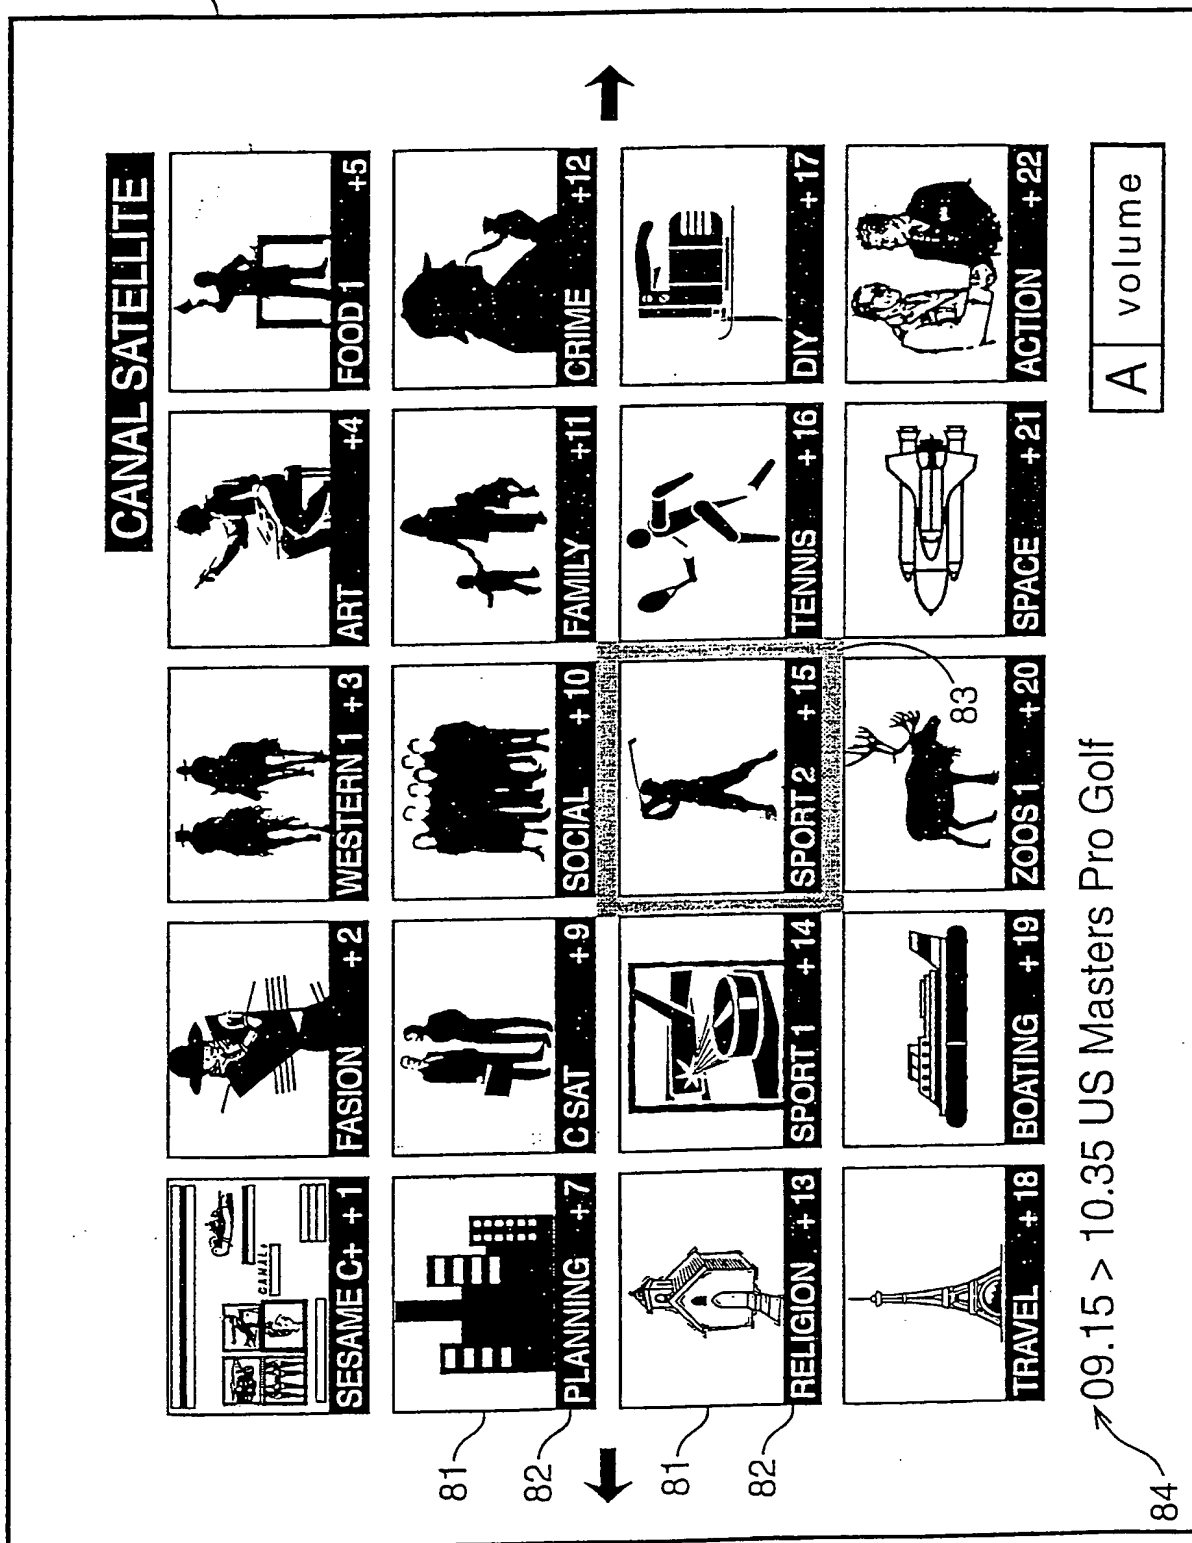 CANAL SATELLITE
SESAME C+ + 1
FASION + 2
WESTERN 1 + 3
ART +4
FOOD 1 +5
CANAL+
PLANNING +7
C SAT +9
SOCIAL + 10
FAMILY +11
CRIME +12
81
82
RELIGION +13
SPORT 1 + 14
SPORT 2 + 15
TENNIS + 16
DIY + 17
81
82
TRAVEL + 18
BOATING + 19
ZOOS 1 + 20
SPACE + 21
ACTION + 22
83
09.15 > 10.35 US Masters Pro Golf
A volume
84